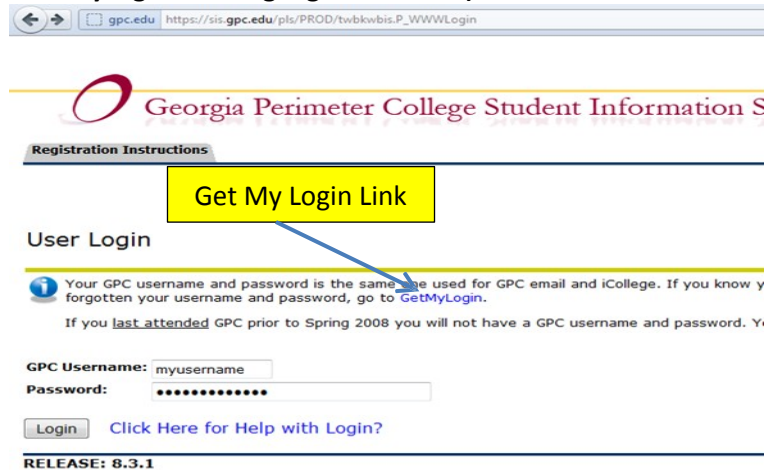 gpc.edu https://sis.gpc.edu/pls/PROD/twbkwbis.P_WWWLogin
Georgia Perimeter College Student Information S
Registration Instructions
Get My Login Link
User Login
Your GPC username and password is the same one used for GPC email and iCollege. If you know y
forgotten your username and password, go to GetMyLogin.
If you last attended GPC prior to Spring 2008 you will not have a GPC username and password. Yo
GPC Username: myusername
Password: •••••••••••••
Login Click Here for Help with Login?
RELEASE: 8.3.1